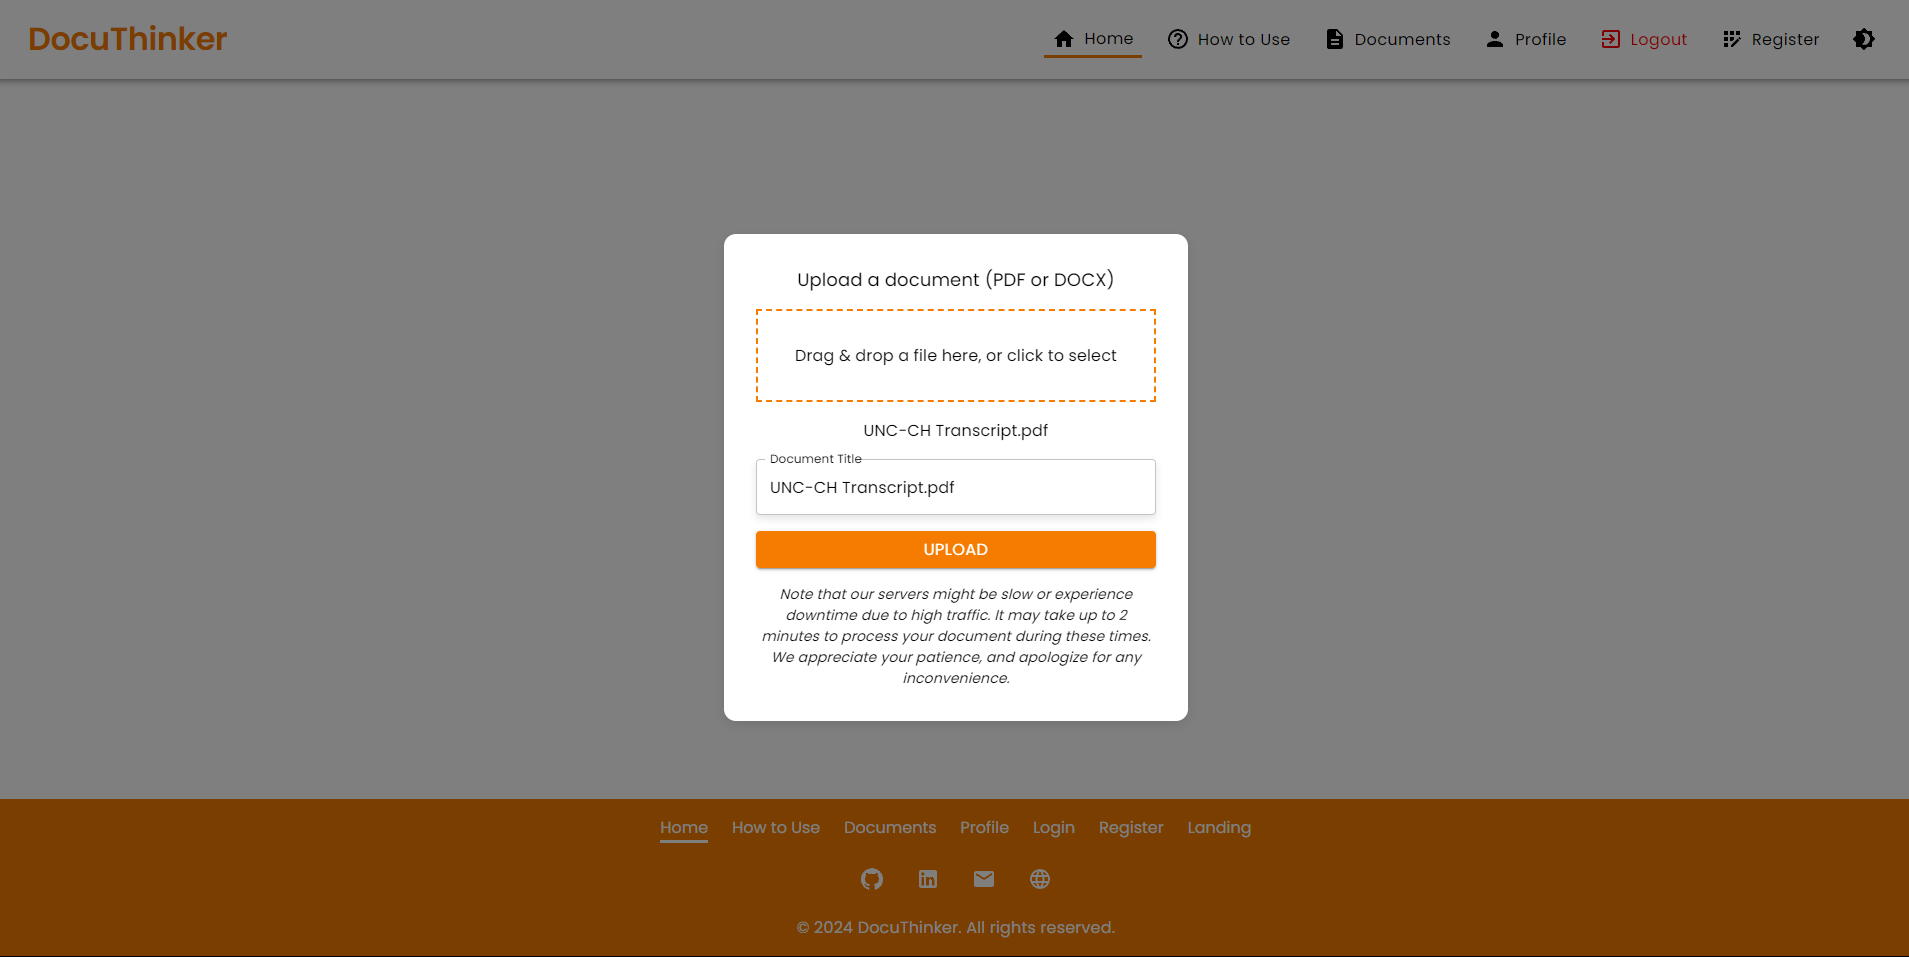 DocuThinker
Home How to Use Documents Profile Logout Register
Upload a document (PDF or DOCX)
Drag & drop a file here, or click to select
UNC-CH Transcript.pdf
Document Title
UNC-CH Transcript.pdf
UPLOAD
Note that our servers might be slow or experience
downtime due to high traffic. It may take up to 2
minutes to process your document during these times.
We appreciate your patience, and apologize for any
inconvenience.
Home How to Use Documents Profile Login Register Landing
© 2024 DocuThinker. All rights reserved.